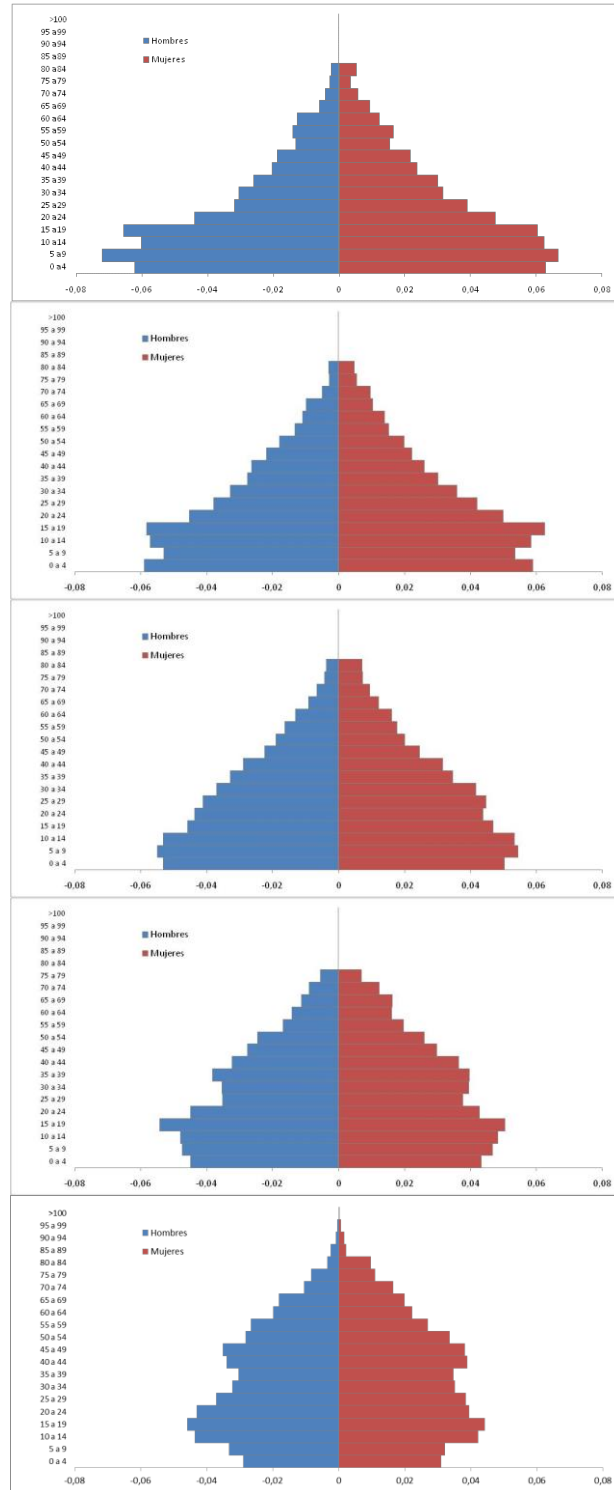 >100
95 a 99
90 a 94
85 a 89
80 a 84
75 a 79
70 a 74
65 a 69
60 a 64
55 a 59
50 a 54
45 a 49
40 a 44
35 a 39
30 a 34
25 a 29
20 a 24
15 a 19
10 a 14
5 a 9
0 a 4
Hombres
Mujeres
-0,08 -0,06 -0,04 -0,02 0 0,02 0,04 0,06 0,08
>100
95 a 99
90 a 94
85 a 89
80 a 84
75 a 79
70 a 74
65 a 69
60 a 64
55 a 59
50 a 54
45 a 49
40 a 44
35 a 39
30 a 34
25 a 29
20 a 24
15 a 19
10 a 14
5 a 9
0 a 4
Hombres
Mujeres
-0,08 -0,06 -0,04 -0,02 0 0,02 0,04 0,06 0,08
>100
95 a 99
90 a 94
85 a 89
80 a 84
75 a 79
70 a 74
65 a 69
60 a 64
55 a 59
50 a 54
45 a 49
40 a 44
35 a 39
30 a 34
25 a 29
20 a 24
15 a 19
10 a 14
5 a 9
0 a 4
Hombres
Mujeres
-0,08 -0,06 -0,04 -0,02 0 0,02 0,04 0,06 0,08
>100
95 a 99
90 a 94
85 a 89
80 a 84
75 a 79
70 a 74
65 a 69
60 a 64
55 a 59
50 a 54
45 a 49
40 a 44
35 a 39
30 a 34
25 a 29
20 a 24
15 a 19
10 a 14
5 a 9
0 a 4
Hombres
Mujeres
-0,08 -0,06 -0,04 -0,02 0 0,02 0,04 0,06 0,08
>100
95 a 99
90 a 94
85 a 89
80 a 84
75 a 79
70 a 74
65 a 69
60 a 64
55 a 59
50 a 54
45 a 49
40 a 44
35 a 39
30 a 34
25 a 29
20 a 24
15 a 19
10 a 14
5 a 9
0 a 4
Hombres
Mujeres
-0,08 -0,06 -0,04 -0,02 0 0,02 0,04 0,06 0,08